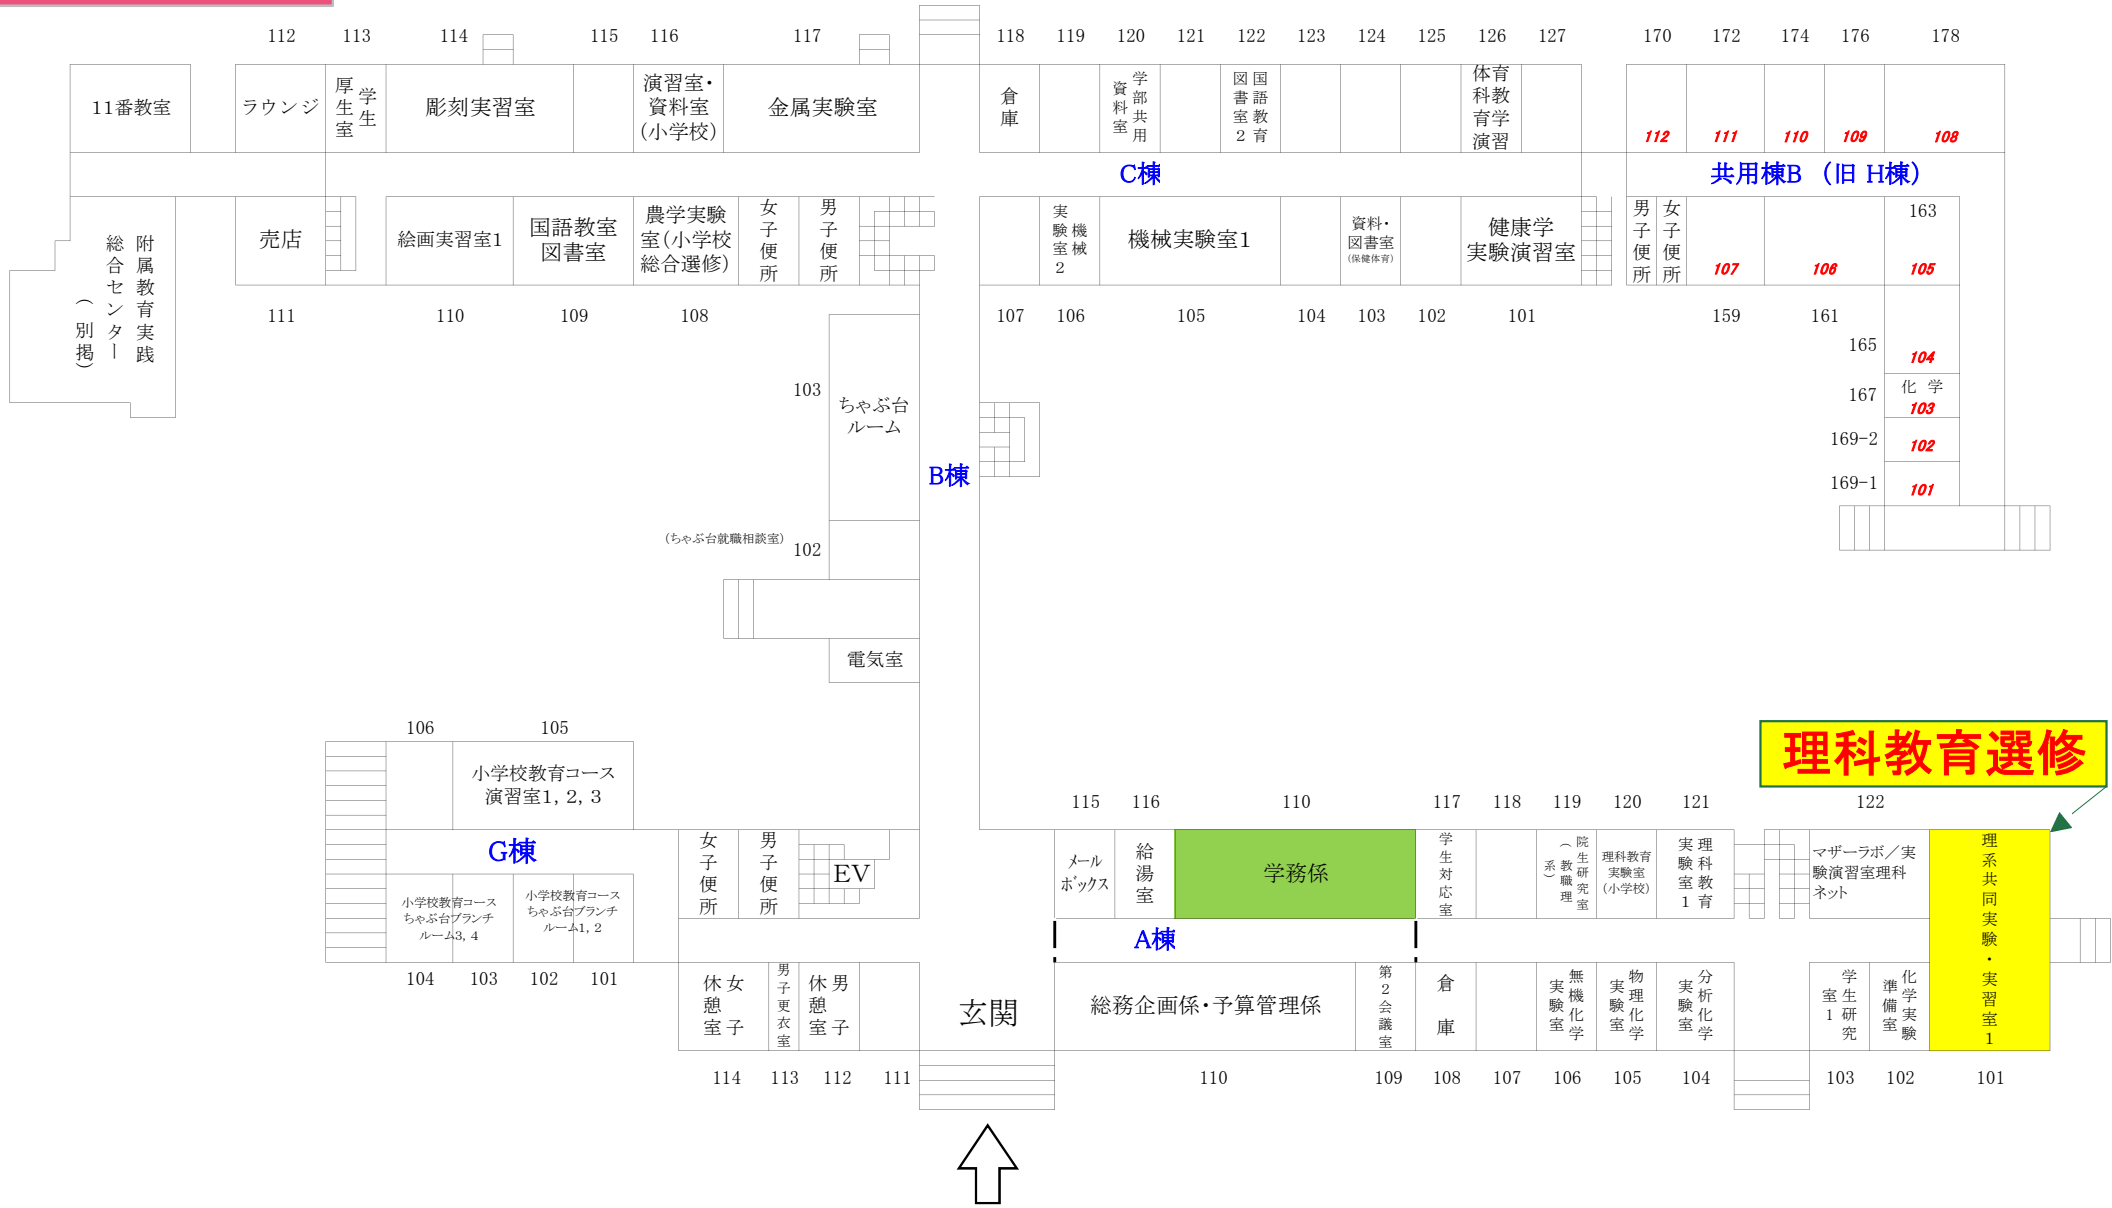 112 113 114 115 116 117 118 119 120 121 122 123 124 125 126 127 170 172 174 176 178
11番教室
ラウンジ
学生
厚生室
彫刻実習室
演習室・
資料室
(小学校)
金属実験室
倉庫
学部共用
資料室
国語教育
図書室2
体育
科教
育学
演習
112 111 110 109 108
C棟
共用棟B （旧 H棟）
附属教育実践
総合センター
(別掲)
売店
絵画実習室1
国語教室
図書室
農学実験
室(小学校
総合選修)
女子便所
男子便所
機械
実験室2
機械実験室1
資料・
図書室
(保健体育)
健康学
実験演習室
男子便所
女子便所
107 106
163
105
111 110 109 108 107 106 105 104 103 102 101 159 161
165
104
103
ちゃぶ台
ルーム
167
化 学
103
169-2
102
B棟
169-1
101
(ちゃぶ台就職相談室)
102
電気室
106 105
小学校教育コース
演習室1, 2, 3
理科教育選修
115 116 110 117 118 119 120 121 122
G棟
女子便所
男子便所
EV
メール
ボックス
給湯室
学務係
学生対応室
院生研究室
(教職理系)
理科教育
実験室
(小学校)
理科教育
実験室1
マザーラボ／実
験演習室理科
ネット
理系共同実験・実習室1
小学校教育コース
ちゃぶ台ブランチ
ルーム3, 4
小学校教育コース
ちゃぶ台ブランチ
ルーム1, 2
A棟
104 103 102 101
女子
休憩室
男子更衣室
男子
休憩室
玄関
総務企画係・予算管理係
第2会議室
倉庫
無機化学
実験室
物理化学
実験室
分析化学
実験室
学生研究
室1
化学実験
準備室
114 113 112 111 110 109 108 107 106 105 104 103 102 101